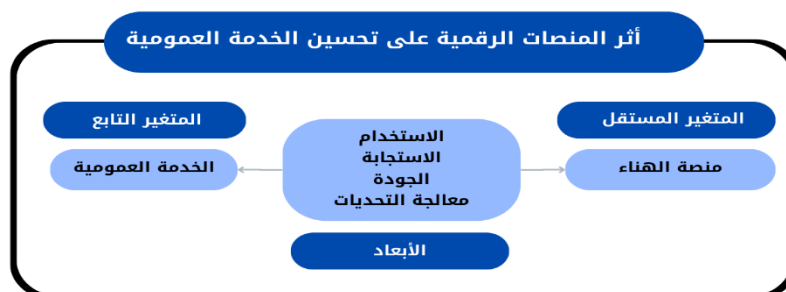 أثر المنصات الرقمية على تحسين الخدمة العمومية
المتغير المستقل
منصة الهناء
الاستخدام
الاستجابة
الجودة
معالجة التحديات
الأبعاد
المتغير التابع
الخدمة العمومية